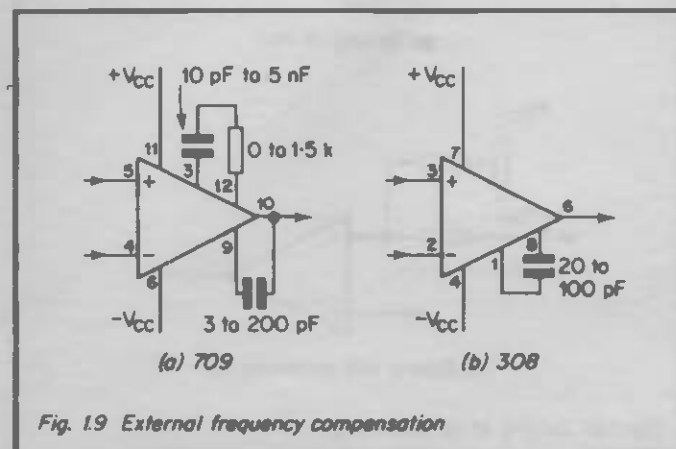 +VCC
10 pF to 5 nF
11
0 to 1·5 k
5
+
3
12
10
4
-
9
6
3 to 200 pF
-VCC
(a) 709
+VCC
7
3
+
6
2
-
8
1
20 to
100 pF
4
-VCC
(b) 308
Fig. 1.9 External frequency compensation